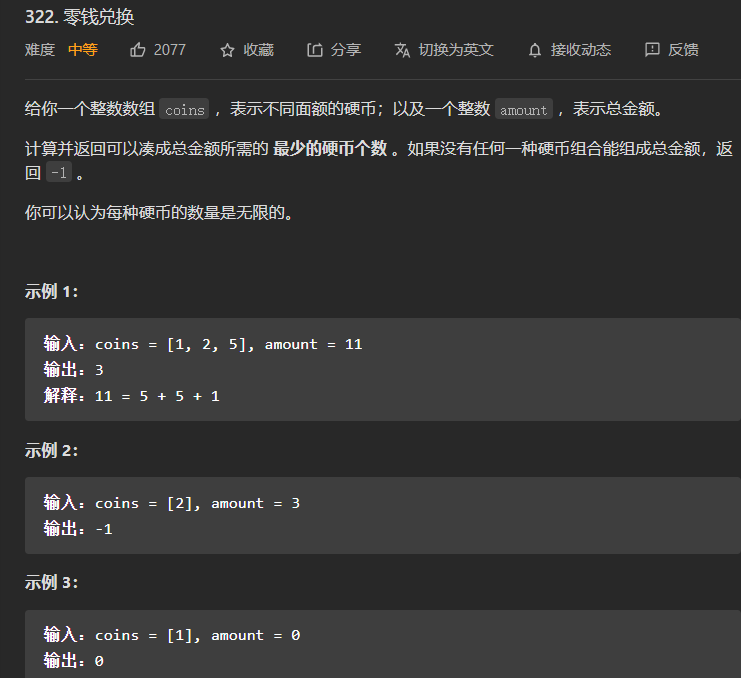 322. 零钱兑换
难度 中等 2077 收藏 分享 切换为英文 接收动态 反馈
给你一个整数数组 coins ，表示不同面额的硬币；以及一个整数 amount ，表示总金额。
计算并返回可以凑成总金额所需的 最少的硬币个数 。如果没有任何一种硬币组合能组成总金额，返
回 -1 。
你可以认为每种硬币的数量是无限的。
示例 1：
输入：coins = [1, 2, 5], amount = 11
输出：3
解释：11 = 5 + 5 + 1
示例 2：
输入：coins = [2], amount = 3
输出：-1
示例 3：
输入：coins = [1], amount = 0
输出：0